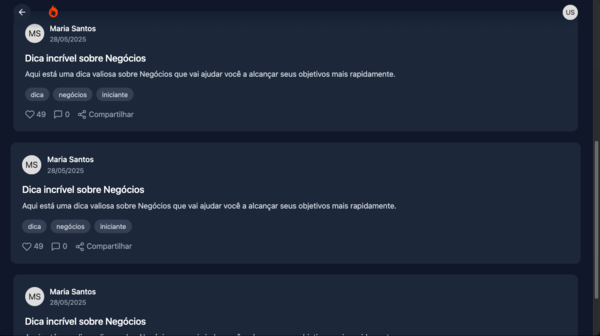 US
MS
Maria Santos
28/05/2025
Dica incrível sobre Negócios
Aqui está uma dica valiosa sobre Negócios que vai ajudar você a alcançar seus objetivos mais rapidamente.
dica negócios iniciante
49 0 Compartilhar
MS
Maria Santos
28/05/2025
Dica incrível sobre Negócios
Aqui está uma dica valiosa sobre Negócios que vai ajudar você a alcançar seus objetivos mais rapidamente.
dica negócios iniciante
49 0 Compartilhar
MS
Maria Santos
28/05/2025
Dica incrível sobre Negócios